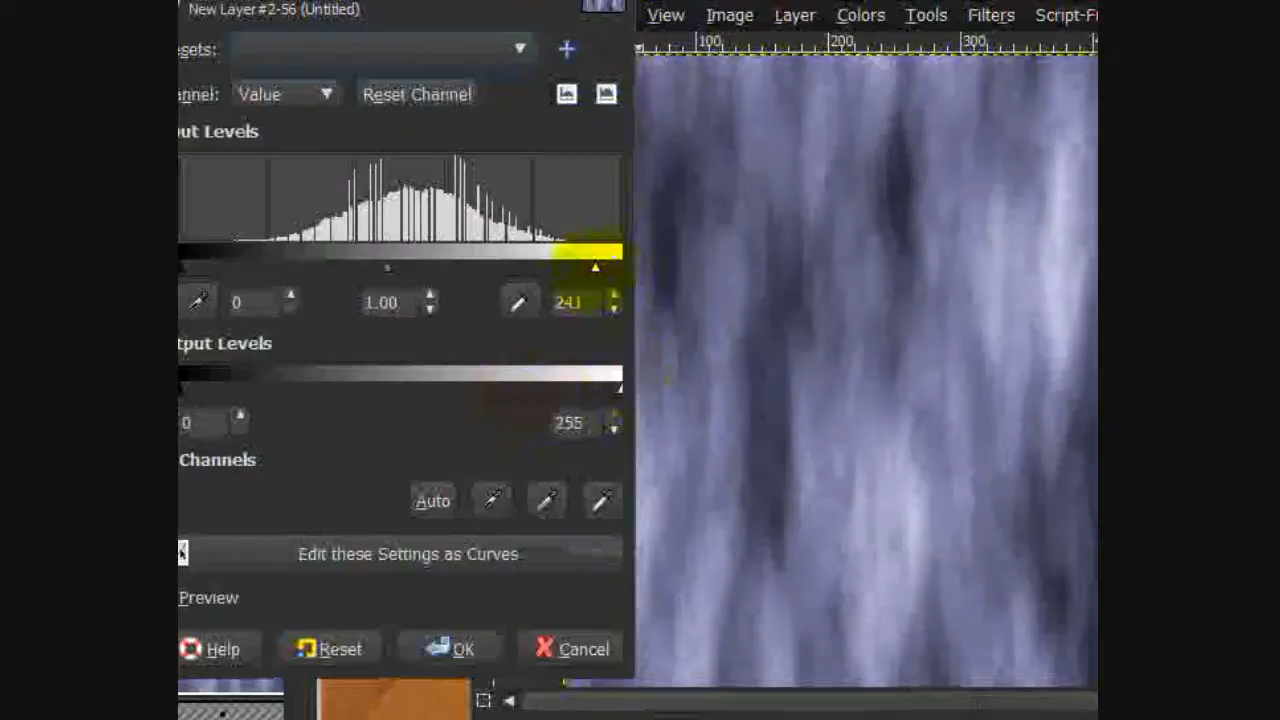 New Layer#2-56 (Untitled)
View Image Layer Colors Tools Filters Script-F
100 200 300
esets:
annel: Value Reset Channel
ut Levels
0 1.00 241
tput Levels
0 255
Channels
Auto
Edit these Settings as Curves
Preview
Help Reset OK Cancel